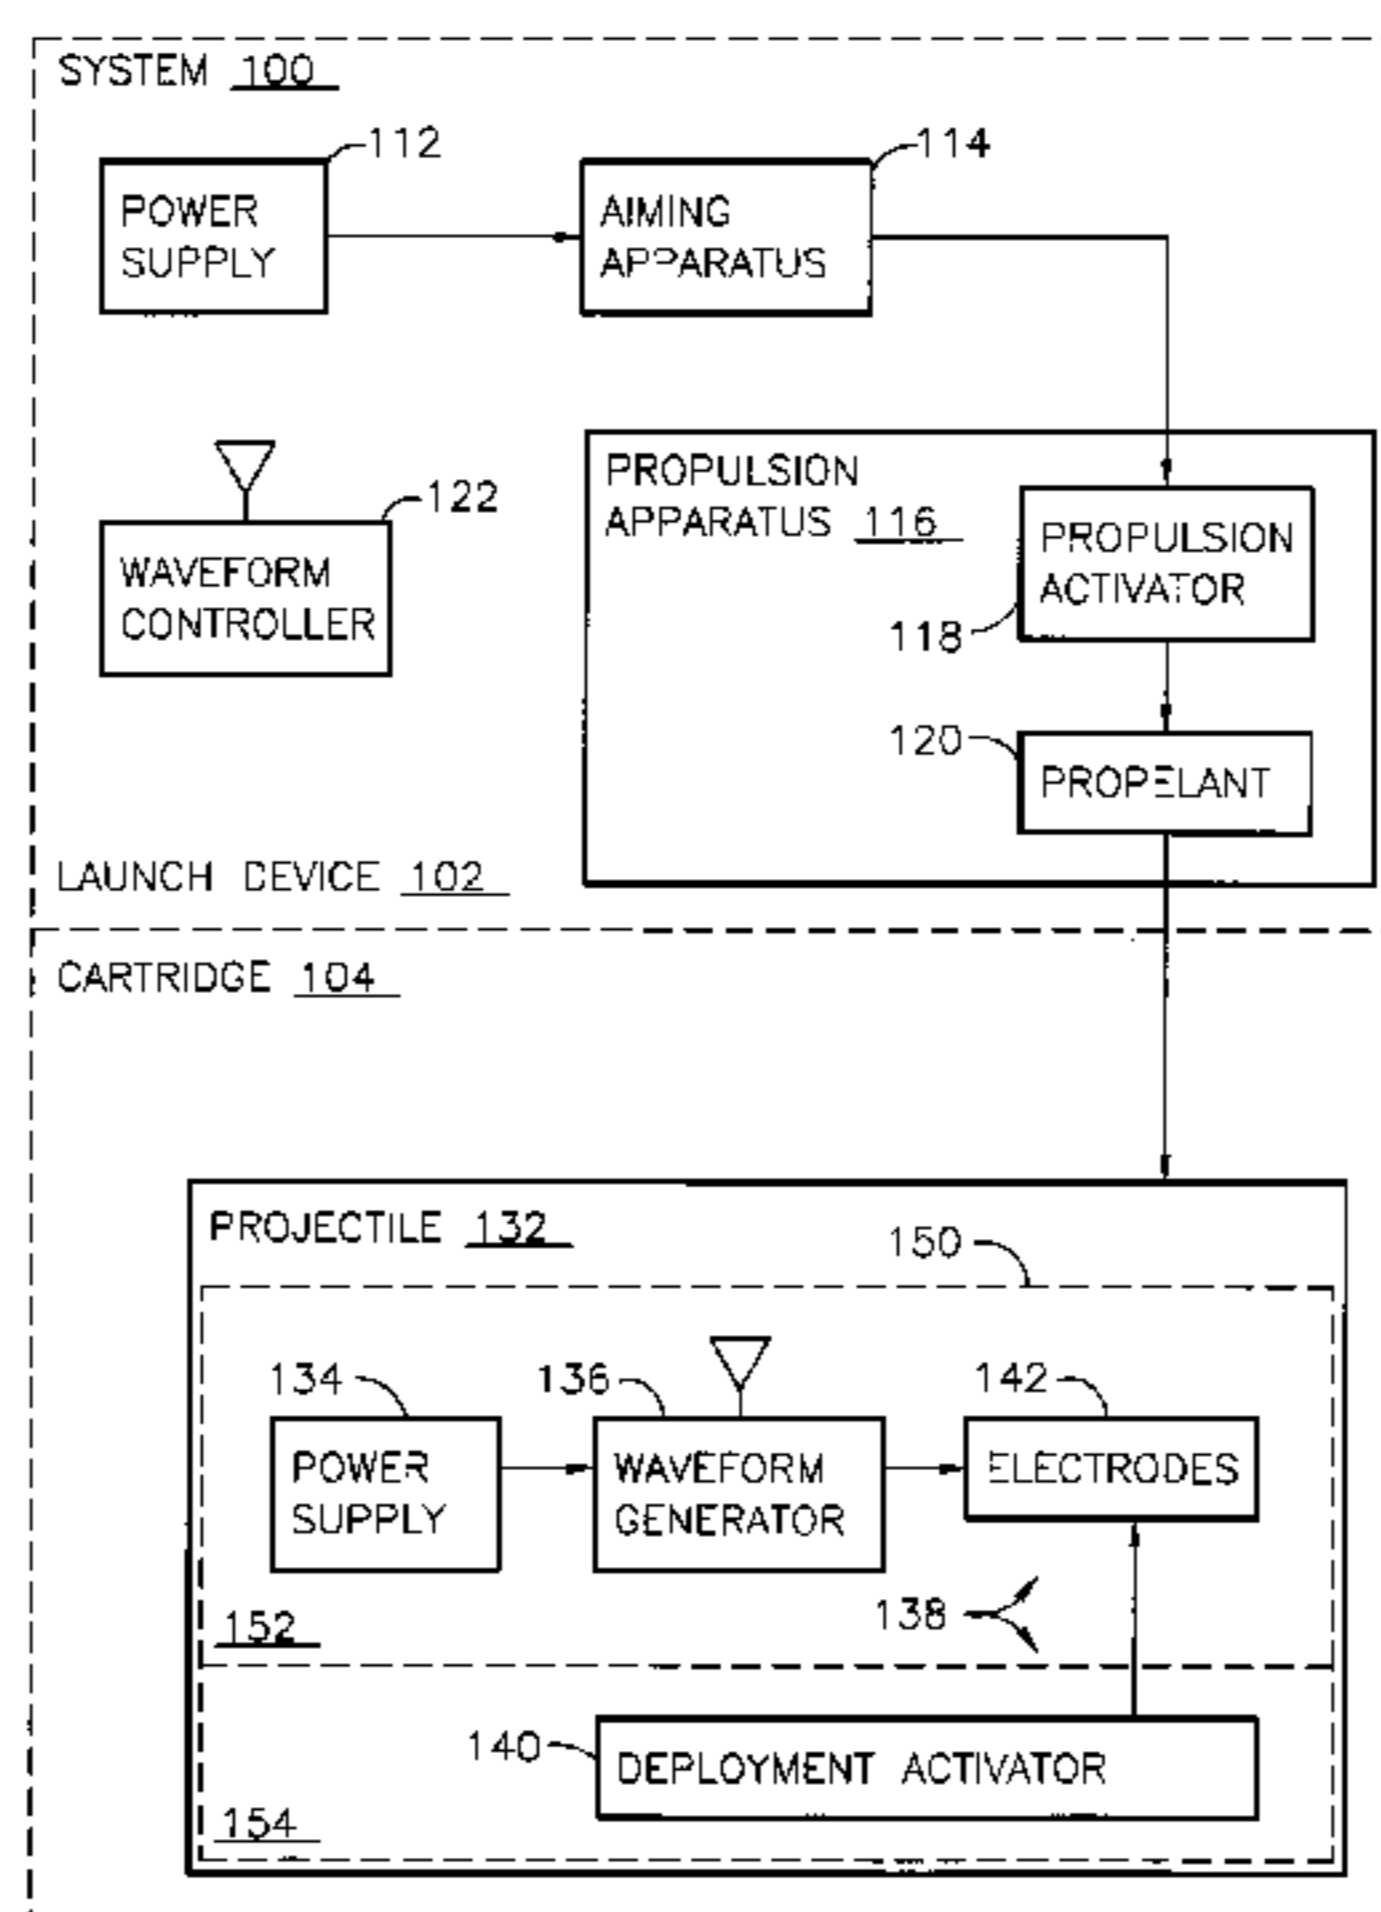 SYSTEM 100
112
114
POWER
SUPPLY
AIMING
APPARATUS
122
WAVEFORM
CONTROLLER
PROPULSION
APPARATUS 116
PROPULSION
ACTIVATOR
118
120
PROPELANT
LAUNCH DEVICE 102
CARTRIDGE 104
PROJECTILE 132
150
134
136
142
POWER
SUPPLY
WAVEFORM
GENERATOR
ELECTRODES
138
152
140
DEPLOYMENT ACTIVATOR
154